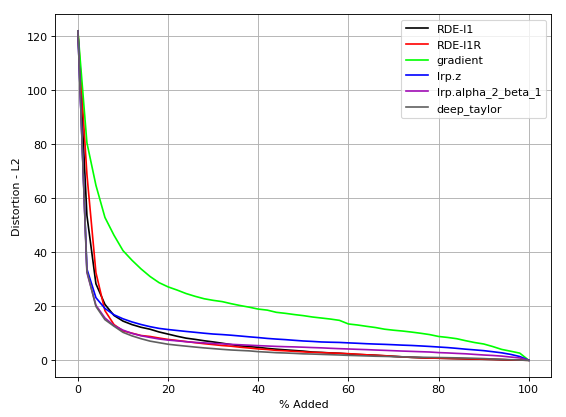 120
100
80
60
40
20
0
Distortion - L2
0 20 40 60 80 100
% Added
RDE-l1
RDE-l1R
gradient
lrp.z
lrp.alpha_2_beta_1
deep_taylor